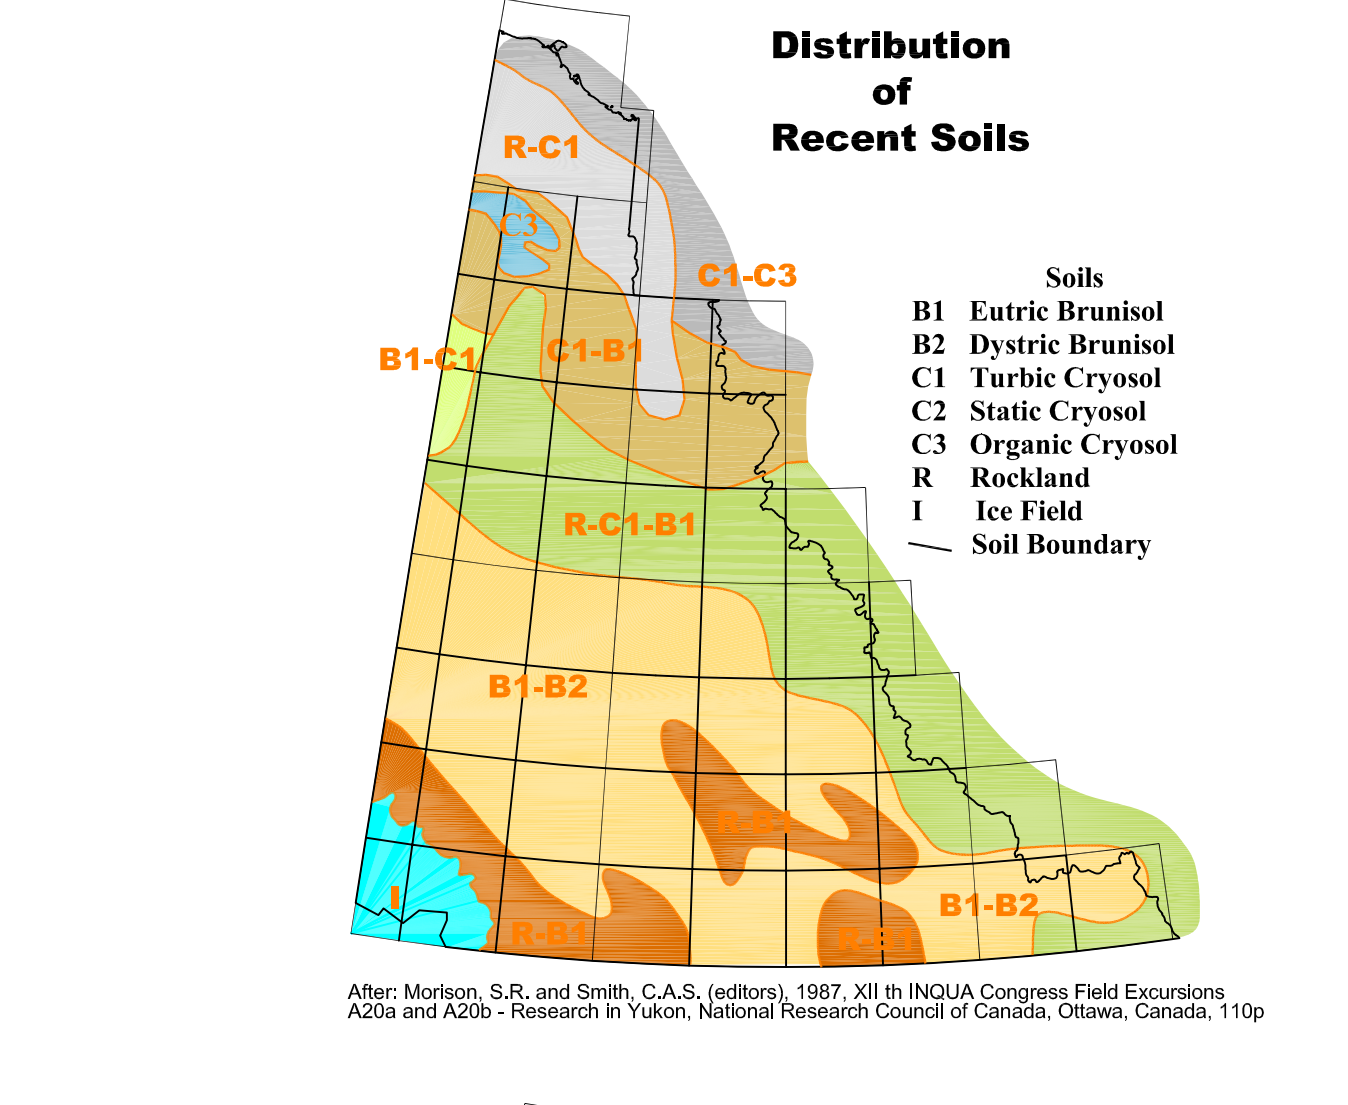 Distribution
of
Recent Soils
R-C1
C3
C1-C3
B1-C1
C1-B1
R-C1-B1
B1-B2
R-B1
I
R-B1
R-B1
B1-B2
Soils
B1 Eutric Brunisol
B2 Dystric Brunisol
C1 Turbic Cryosol
C2 Static Cryosol
C3 Organic Cryosol
R Rockland
I Ice Field
Soil Boundary
After: Morison, S.R. and Smith, C.A.S. (editors), 1987, XII th INQUA Congress Field Excursions
A20a and A20b - Research in Yukon, National Research Council of Canada, Ottawa, Canada, 110p